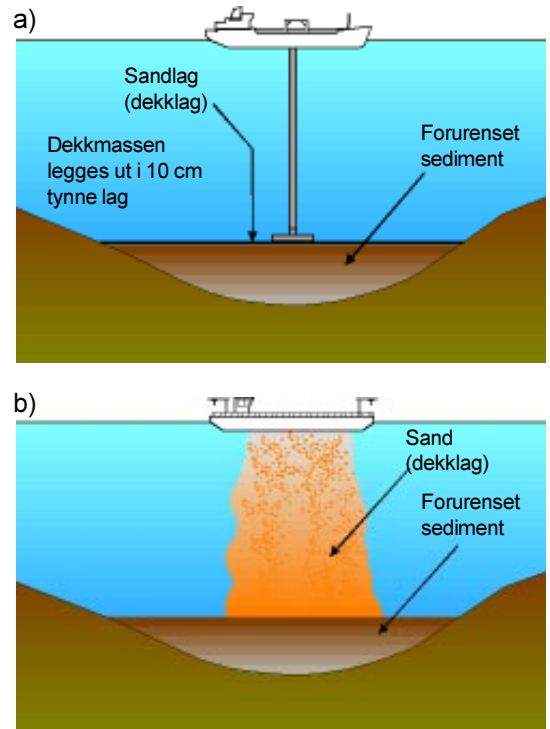 a)
Sandlag
(dekklag)
Dekkmassen
legges ut i 10 cm
tynne lag
Forurenset
sediment
b)
Sand
(dekklag)
Forurenset
sediment